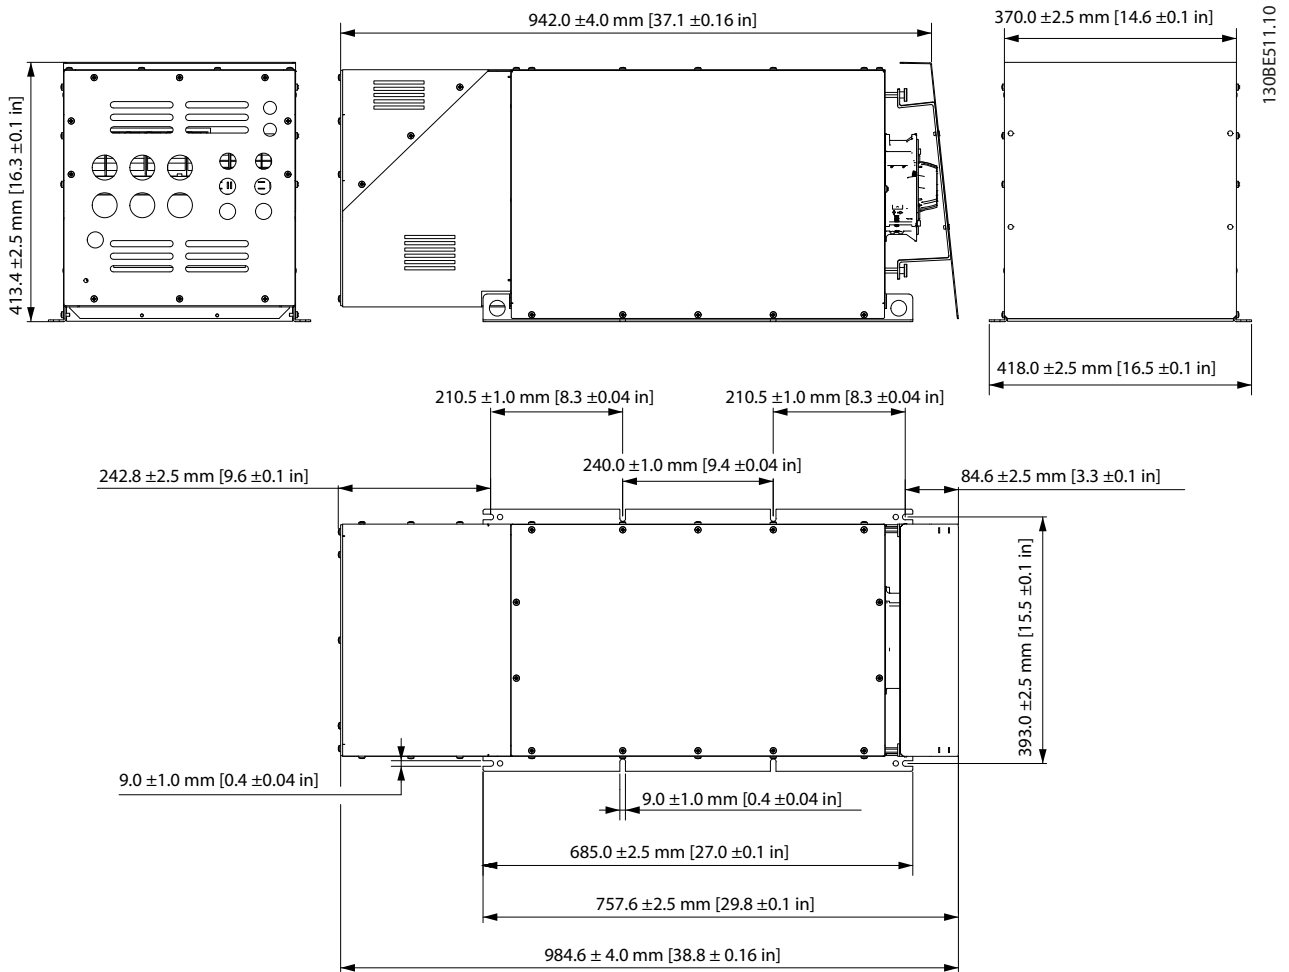 942.0 ±4.0 mm [37.1 ±0.16 in]
370.0 ±2.5 mm [14.6 ±0.1 in]
130BE511.10
413.4 ±2.5 mm [16.3 ±0.1 in]
418.0 ±2.5 mm [16.5 ±0.1 in]
210.5 ±1.0 mm [8.3 ±0.04 in]
210.5 ±1.0 mm [8.3 ±0.04 in]
240.0 ±1.0 mm [9.4 ±0.04 in]
242.8 ±2.5 mm [9.6 ±0.1 in]
84.6 ±2.5 mm [3.3 ±0.1 in]
393.0 ±2.5 mm [15.5 ±0.1 in]
9.0 ±1.0 mm [0.4 ±0.04 in]
9.0 ±1.0 mm [0.4 ±0.04 in]
685.0 ±2.5 mm [27.0 ±0.1 in]
757.6 ±2.5 mm [29.8 ±0.1 in]
984.6 ± 4.0 mm [38.8 ± 0.16 in]